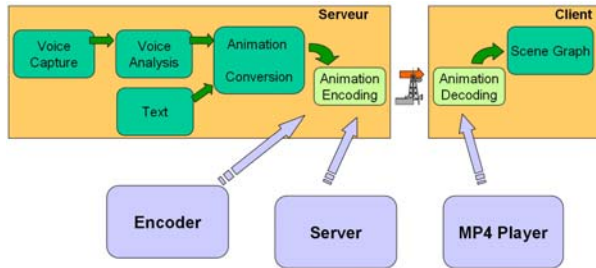 Serveur
Client
Voice
Capture
Voice
Analysis
Animation
Conversion
Text
Animation
Encoding
Animation
Decoding
Scene Graph
Encoder
Server
MP4 Player